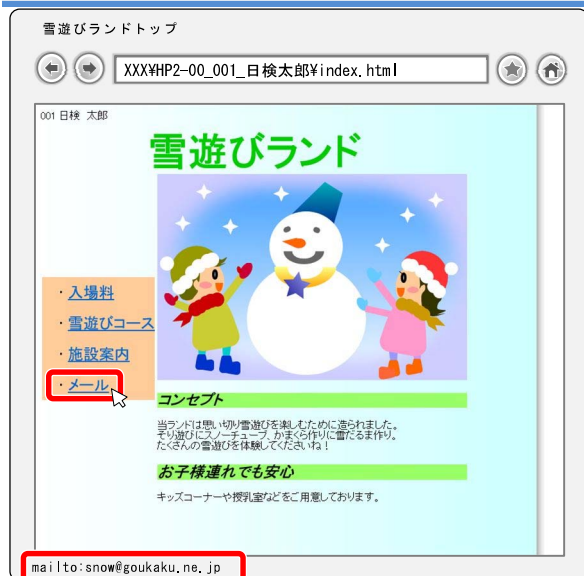 雪遊びランドトップ
XXX¥HP2-00_001_日検太郎¥index.html
001 日検 太郎
雪遊びランド
・入場料
・雪遊びコース
・施設案内
・メール
コンセプト
当ランドは思い切り雪遊びを楽しむために造られました。
そり遊びにスノーチューブ、かまくら作りに雪だるま作り。
たくさんの雪遊びを体験してくださいね！
お子様連れでも安心
キッズコーナーや授乳室などをご用意しております。
mailto:snow@goukaku.ne.jp